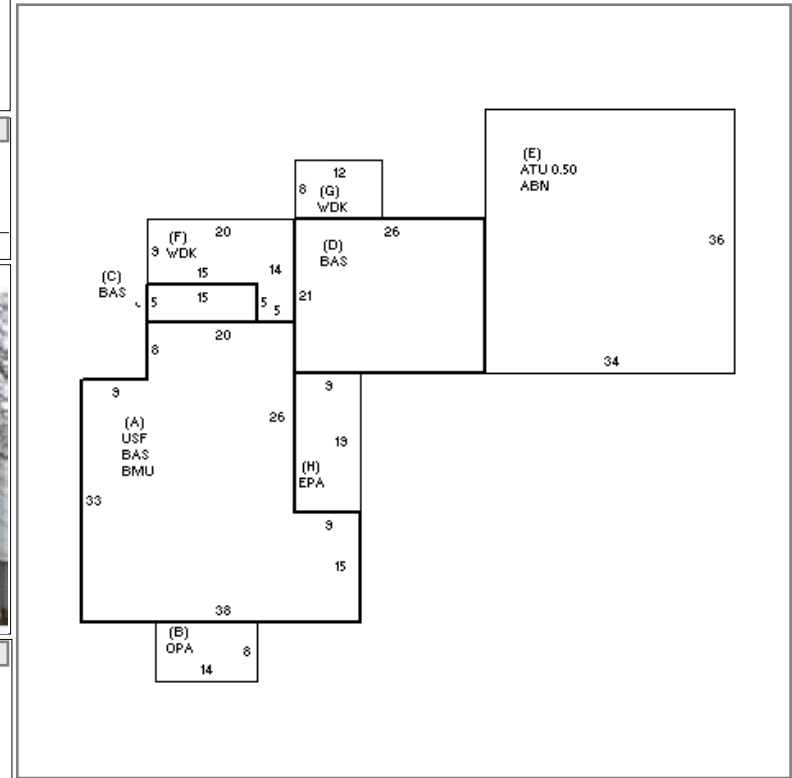 (E)
ATU 0.50
ABN
36
34
12
8 (G)
WDK
20
(F)
9 WDK
15
14
26
(D)
BAS
21
(C)
BAS
5
15
5
5
20
8
9
26
(A)
USF
BAS
BMU
33
9
19
(H)
EPA
9
15
38
(B)
OPA
8
14